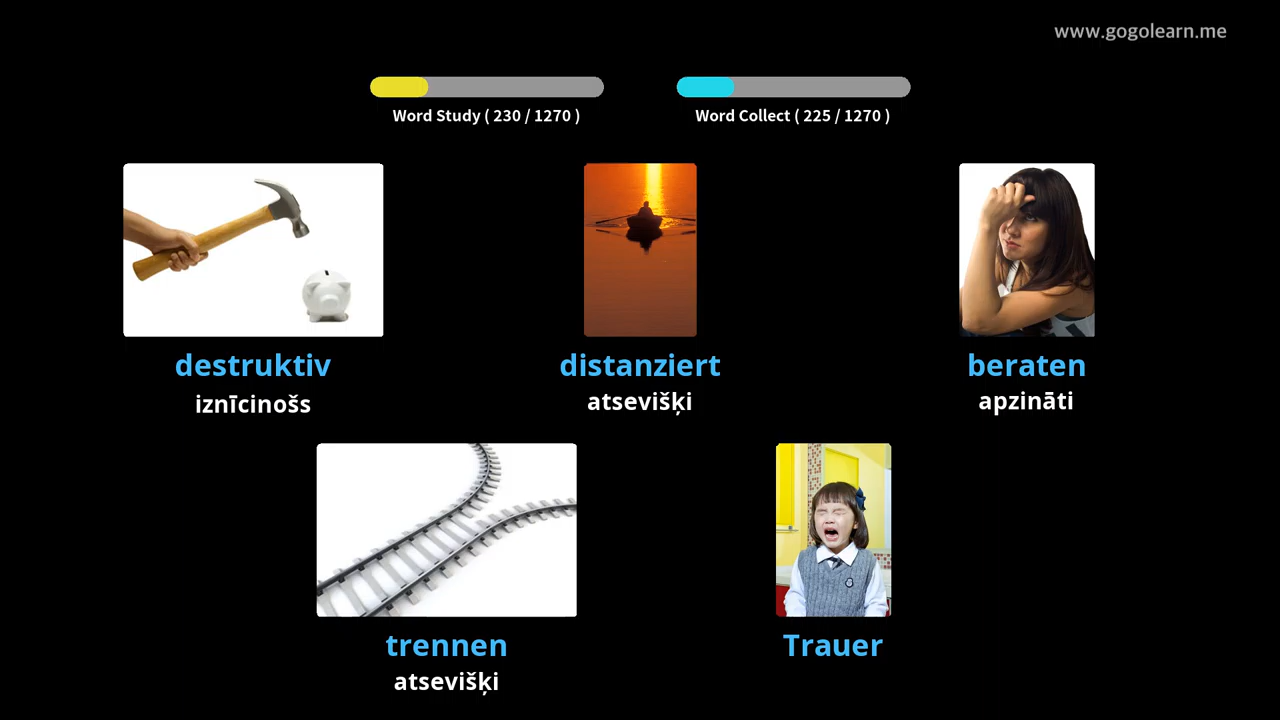 www.gogolearn.me
Word Study ( 230 / 1270 )
Word Collect ( 225 / 1270 )
destruktiv
iznīcinošs
distanziert
atsevišķi
beraten
apzināti
trennen
atsevišķi
Trauer